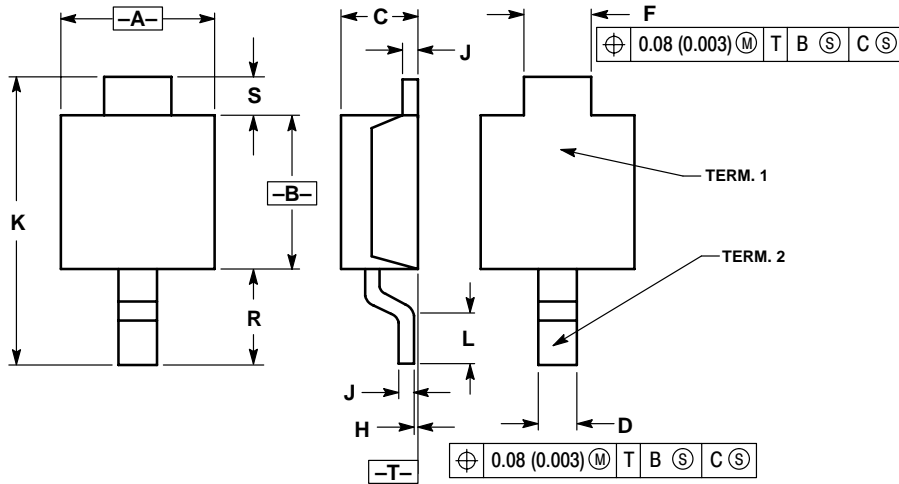 –A–
C
F
⌖ 0.08 (0.003) Ⓜ T B Ⓢ C Ⓢ
J
S
K
–B–
TERM. 1
TERM. 2
R
L
J
H
D
⌖ 0.08 (0.003) Ⓜ T B Ⓢ C Ⓢ
–T–